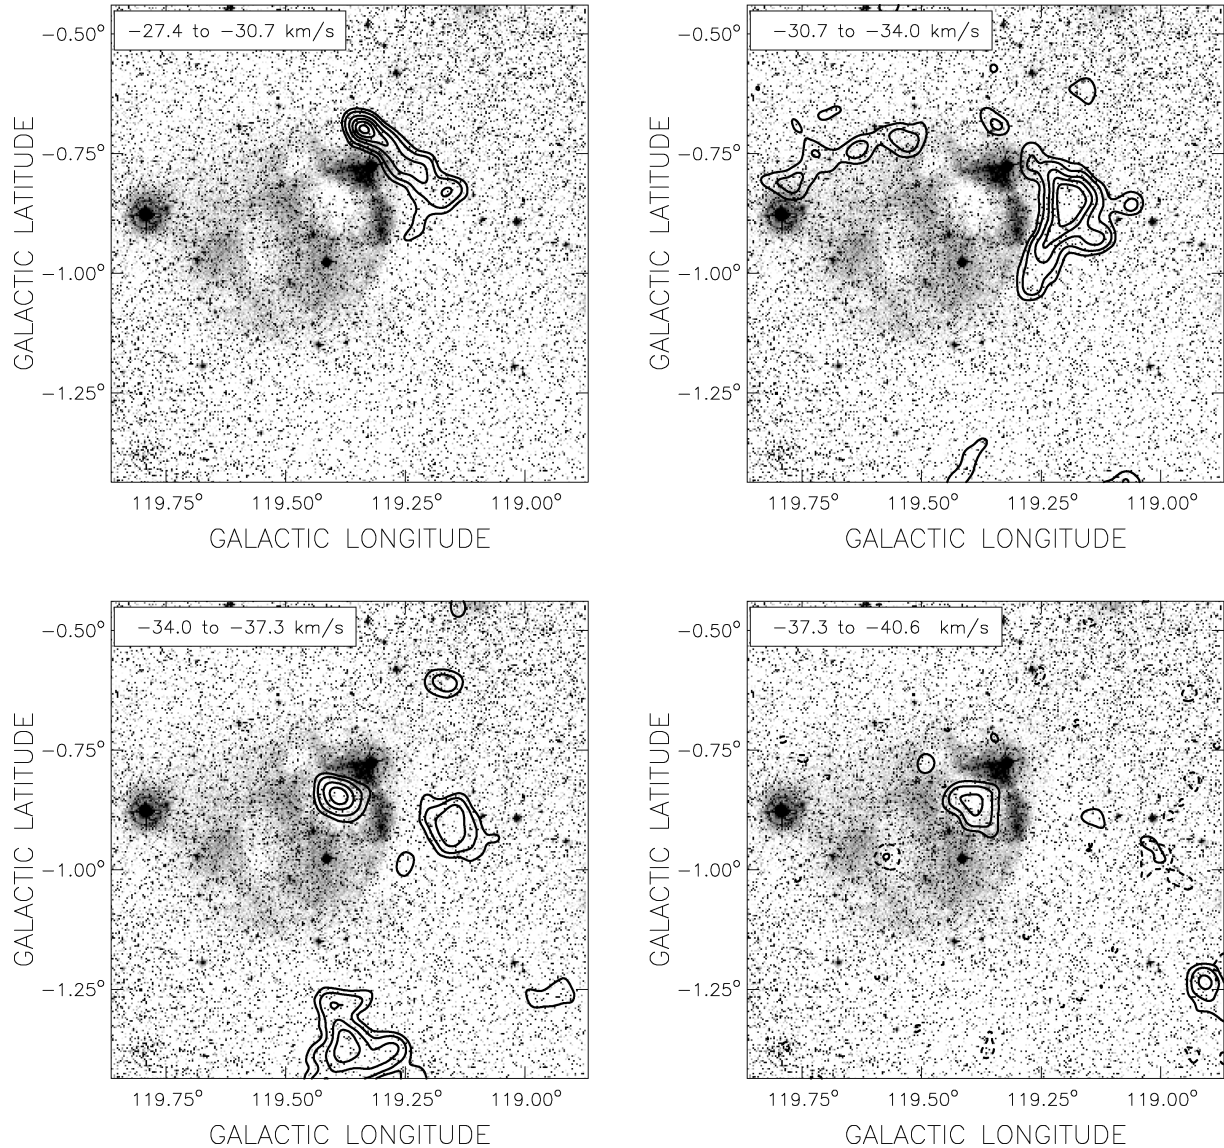 −27.4 to −30.7 km/s
−0.50°
−0.75°
−1.00°
−1.25°
GALACTIC LATITUDE
119.75° 119.50° 119.25° 119.00°
GALACTIC LONGITUDE
−30.7 to −34.0 km/s
−0.50°
−0.75°
−1.00°
−1.25°
GALACTIC LATITUDE
119.75° 119.50° 119.25° 119.00°
GALACTIC LONGITUDE
−34.0 to −37.3 km/s
−0.50°
−0.75°
−1.00°
−1.25°
GALACTIC LATITUDE
119.75° 119.50° 119.25° 119.00°
GALACTIC LONGITUDE
−37.3 to −40.6 km/s
−0.50°
−0.75°
−1.00°
−1.25°
GALACTIC LATITUDE
119.75° 119.50° 119.25° 119.00°
GALACTIC LONGITUDE